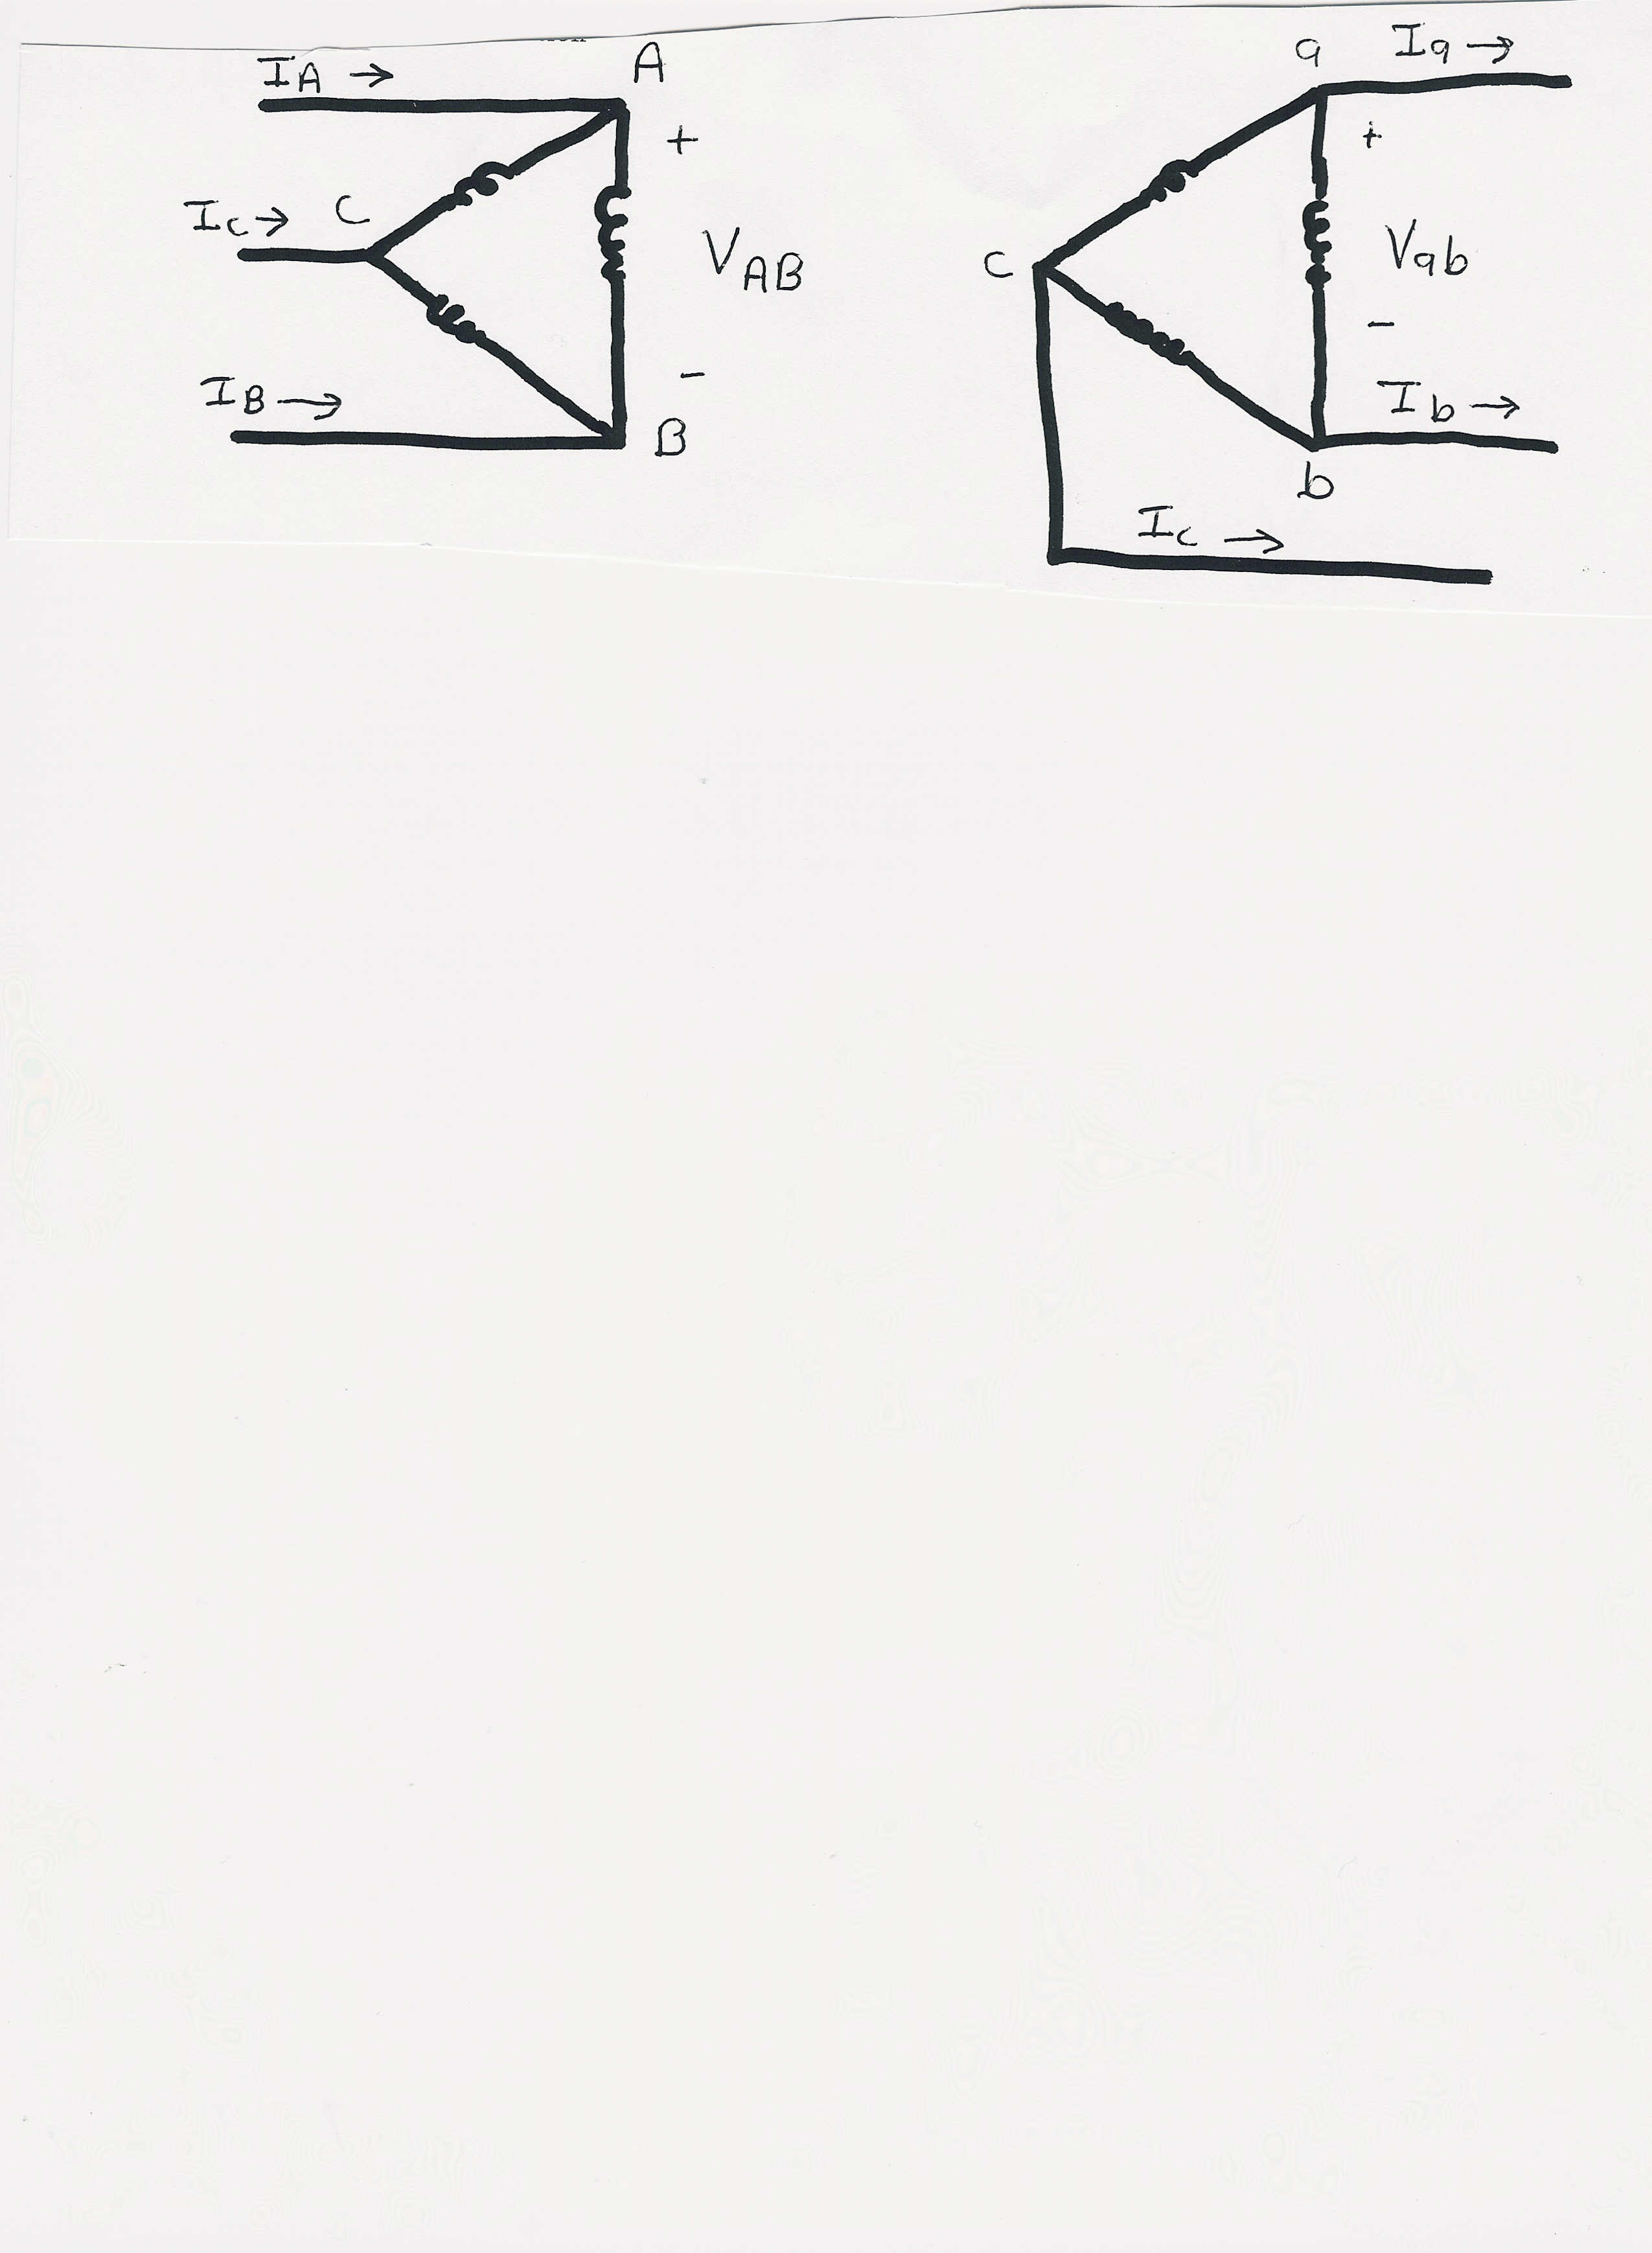 IA →
A
+
Ic →
C
VAB
-
IB →
B
a
Ia →
+
c
Vab
-
Ib →
b
Ic →